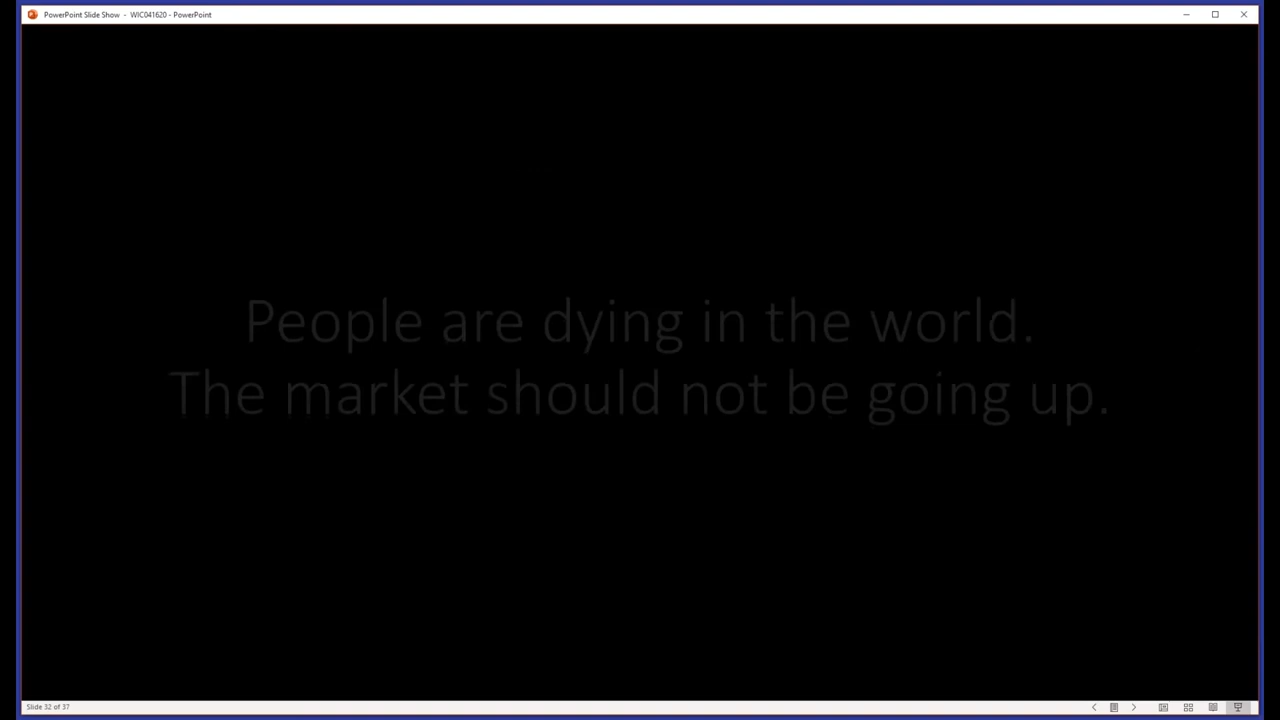 PowerPoint Slide Show - WIC041620 - PowerPoint
People are dying in the world.
The market should not be going up.
Slide 32 of 37